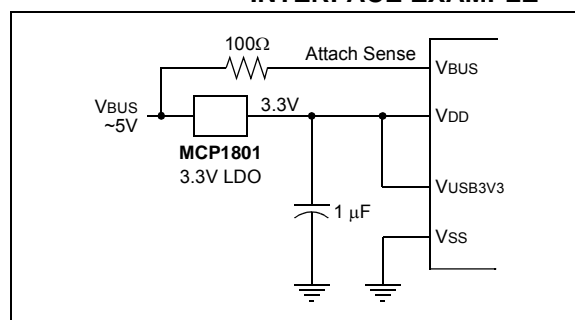 INTERFACE EXAMPLE
100Ω
Attach Sense
VBUS
VBUS
~5V
3.3V
VDD
MCP1801
3.3V LDO
VUSB3V3
1 μF
VSS